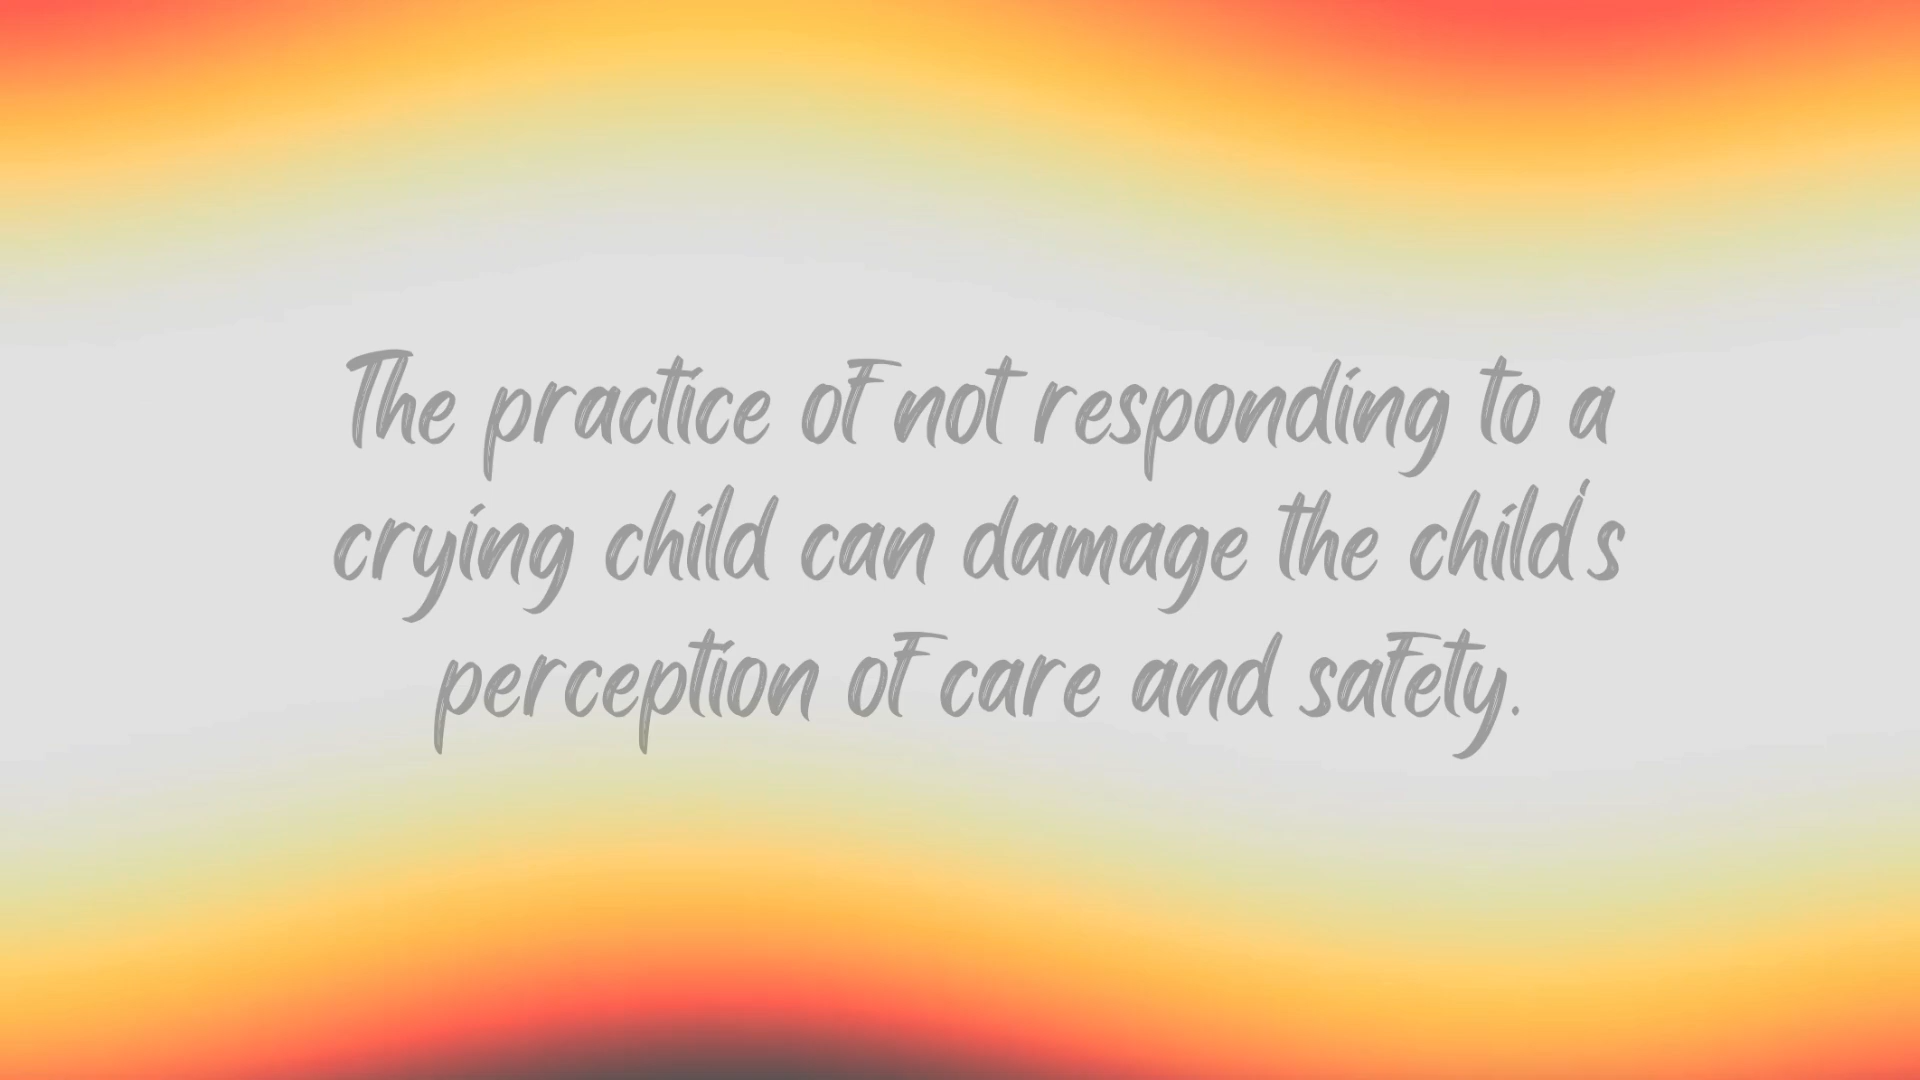 The practice of not responding to a
crying child can damage the child's
perception of care and safety.